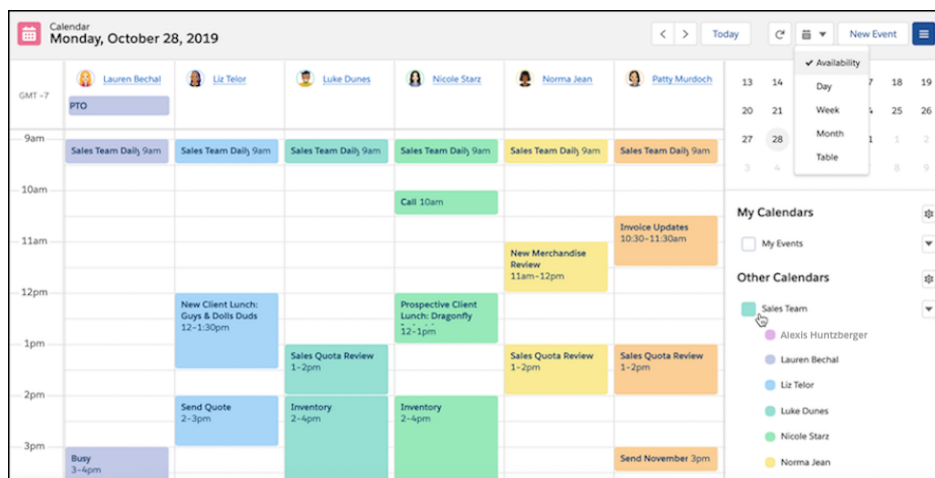 Calendar
Monday, October 28, 2019
Today
New Event
Lauren Bechal
Liz Telor
Luke Dunes
Nicole Starz
Norma Jean
Patty Murdoch
GMT -7
PTO
Availability
Day
Week
Month
Table
13 14 7 18 19
20 21 25 26
27 28 1 1 2
3 4 8 9
9am
Sales Team Daily 9am
Sales Team Daily 9am
Sales Team Daily 9am
Sales Team Daily 9am
Sales Team Daily 9am
Sales Team Daily 9am
10am
Call 10am
Invoice Updates
10:30–11:30am
11am
New Merchandise
Review
11am–12pm
12pm
New Client Lunch:
Guys & Dolls Duds
12–1:30pm
Prospective Client
Lunch: Dragonfly
12–1pm
1pm
Sales Quota Review
1–2pm
Sales Quota Review
1–2pm
Sales Quota Review
1–2pm
2pm
Send Quote
2–3pm
Inventory
2–4pm
Inventory
2–4pm
3pm
Busy
3–4pm
Send November 3pm
My Calendars
My Events
Other Calendars
Sales Team
Alexis Huntzberger
Lauren Bechal
Liz Telor
Luke Dunes
Nicole Starz
Norma Jean